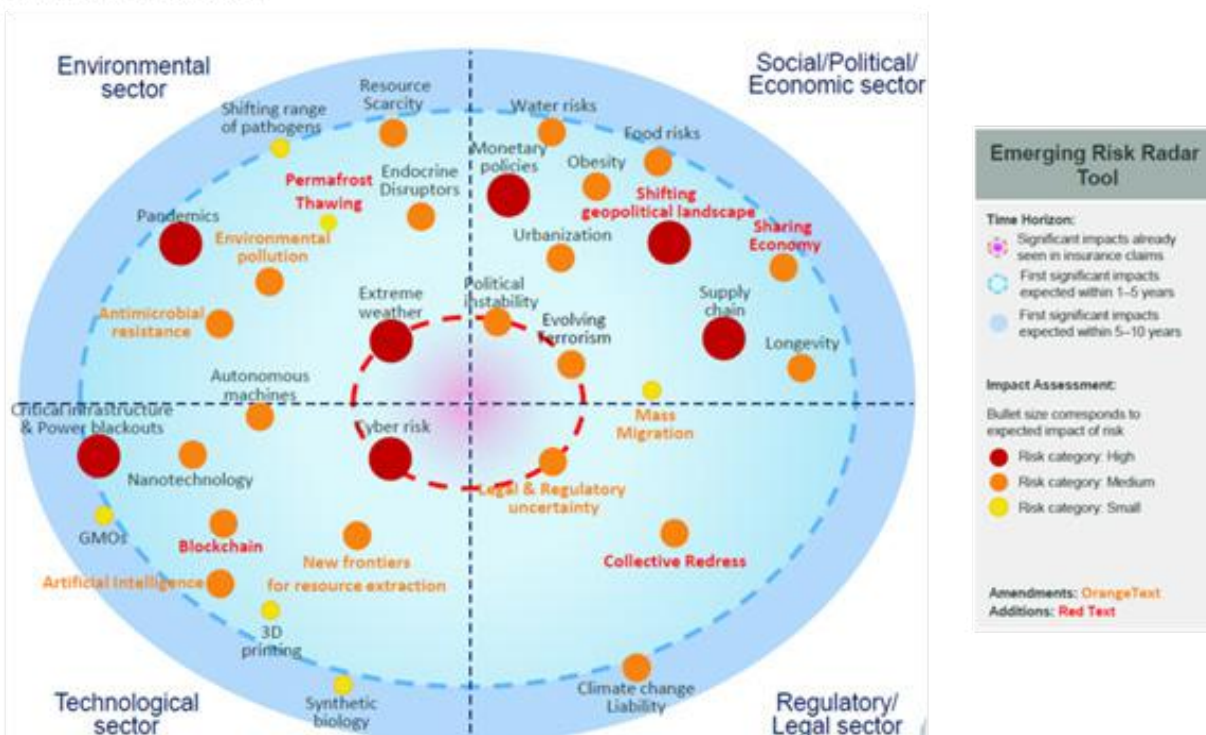 Environmental
sector
Social/Political/
Economic sector
Shifting range
of pathogens
Resource
Scarcity
Water risks
Food risks
Monetary
policies
Obesity
Permafrost
Thawing
Endocrine
Disruptors
Shifting
geopolitical landscape
Pandemics
Environmental
pollution
Urbanization
Sharing
Economy
Antimicrobial
resistance
Extreme
weather
Political
instability
Evolving
Terrorism
Supply
chain
Longevity
Autonomous
machines
Mass
Migration
Critical infrastructure
& Power blackouts
Cyber risk
Nanotechnology
Legal & Regulatory
uncertainty
GMOs
Blockchain
New frontiers
for resource extraction
Collective Redress
Artificial Intelligence
3D
printing
Synthetic
biology
Climate change
Liability
Technological
sector
Regulatory/
Legal sector
Emerging Risk Radar
Tool
Time Horizon:
Significant impacts already
seen in insurance claims
First significant impacts
expected within 1–5 years
First significant impacts
expected within 5–10 years
Impact Assessment:
Bullet size corresponds to
expected impact of risk
Risk category: High
Risk category: Medium
Risk category: Small
Amendments: OrangeText
Additions: Red Text